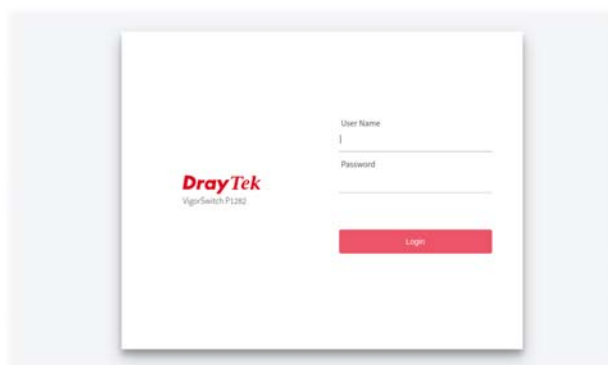 User Name
Password
DrayTek
VigorSwitch P1282
Login